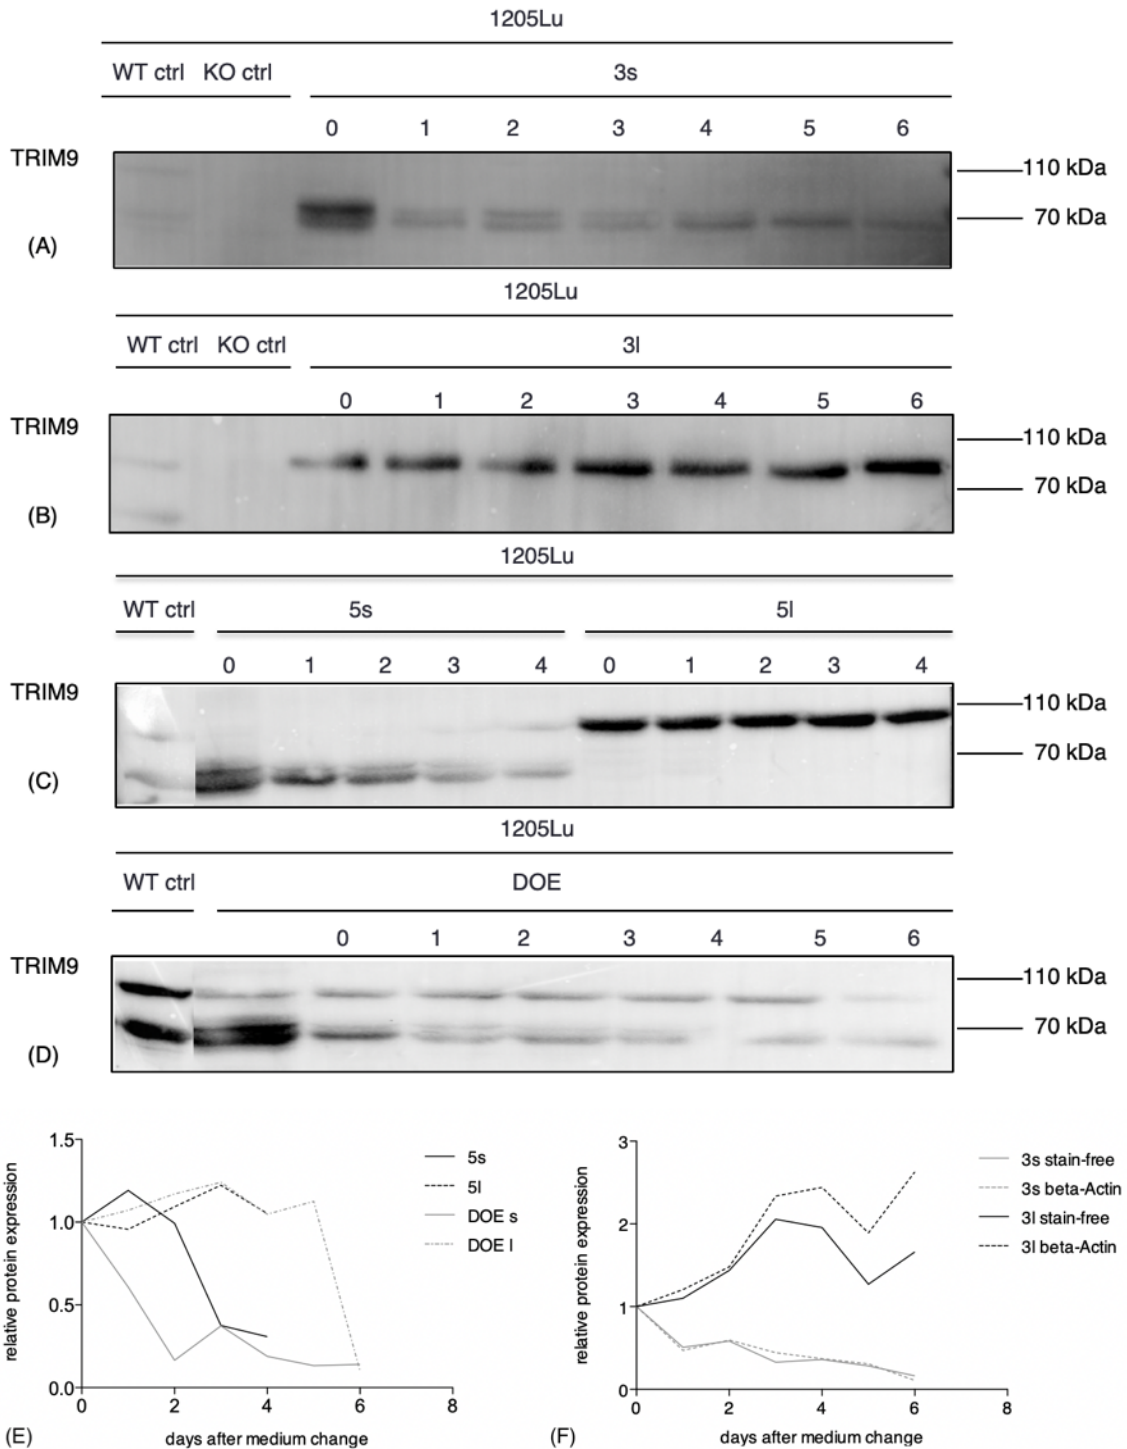 1205Lu
WT ctrl KO ctrl 3s
0 1 2 3 4 5 6
TRIM9
110 kDa
70 kDa
(A)
1205Lu
WT ctrl KO ctrl 3l
0 1 2 3 4 5 6
TRIM9
110 kDa
70 kDa
(B)
1205Lu
WT ctrl 5s 5l
0 1 2 3 4 0 1 2 3 4
TRIM9
110 kDa
70 kDa
(C)
1205Lu
WT ctrl DOE
0 1 2 3 4 5 6
TRIM9
110 kDa
70 kDa
(D)
relative protein expression
1.5
1.0
0.5
0.0
0 2 4 6 8
days after medium change
5s
5l
DOE s
DOE l
(E)
relative protein expression
3
2
1
0
0 2 4 6 8
days after medium change
3s stain-free
3s beta-Actin
3l stain-free
3l beta-Actin
(F)